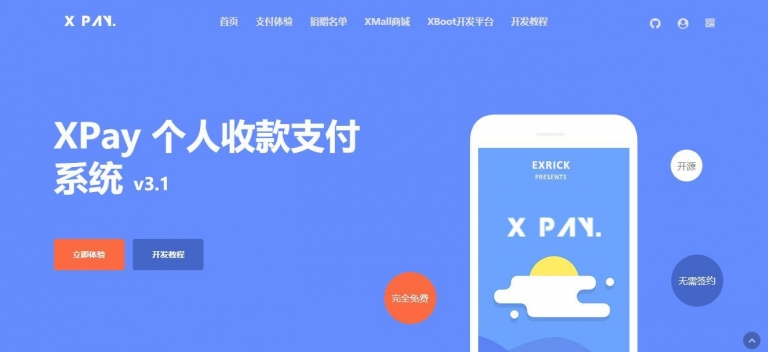 X PAY.
首页 支付体验 捐赠名单 XMall商城 XBoot开发平台 开发教程
XPay 个人收款支付
系统 v3.1
立即体验 开发教程
EXRICK
PRESENTS
X PAY.
开源
无需签约
完全免费